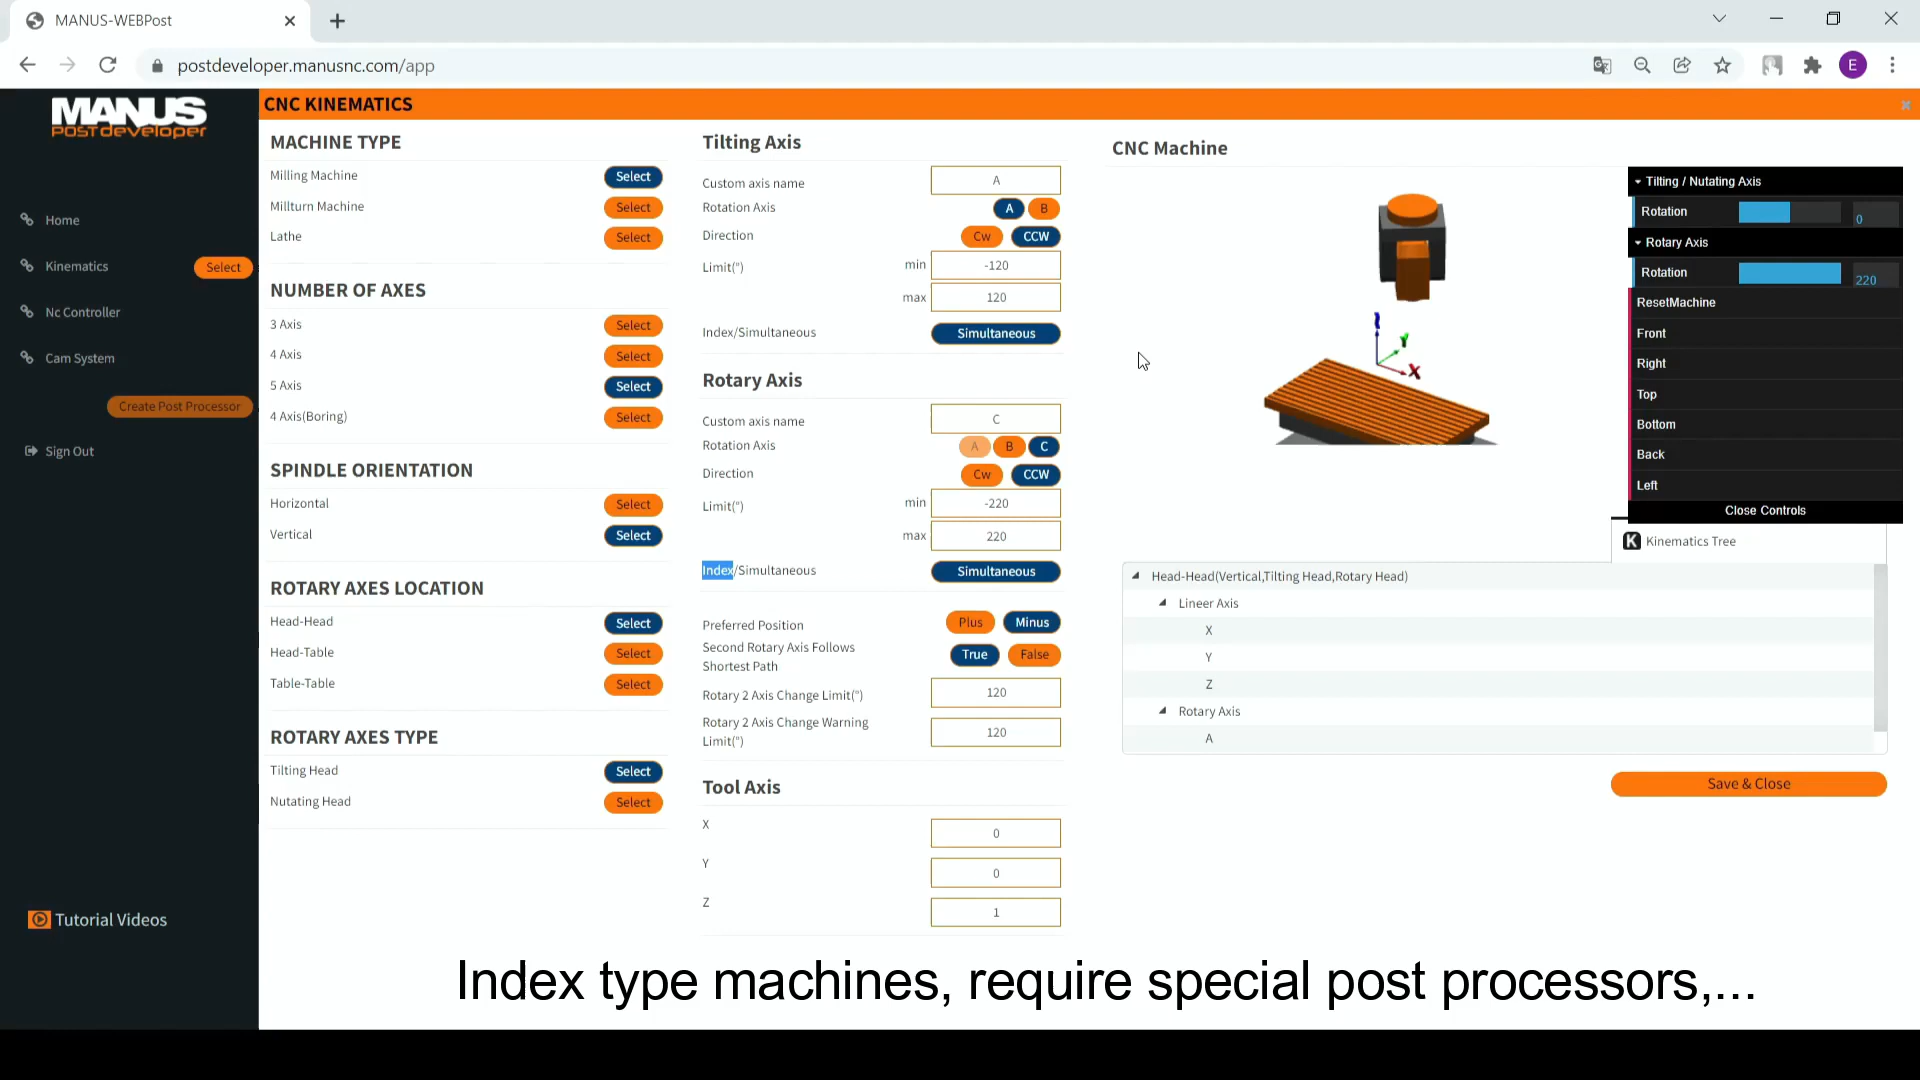 MANUS-WEBPost
postdeveloper.manusnc.com/app
E
MANUS
postdeveloper
Home
Kinematics
Select
Nc Controller
Cam System
Create Post Processor
Sign Out
Tutorial Videos
CNC KINEMATICS
MACHINE TYPE
Milling Machine Select
Millturn Machine Select
Lathe Select
NUMBER OF AXES
3 Axis Select
4 Axis Select
5 Axis Select
4 Axis(Boring) Select
SPINDLE ORIENTATION
Horizontal Select
Vertical Select
ROTARY AXES LOCATION
Head-Head Select
Head-Table Select
Table-Table Select
ROTARY AXES TYPE
Tilting Head Select
Nutating Head Select
Tilting Axis
Custom axis name A
Rotation Axis A B
Direction Cw CCW
Limit(°) min -120
max 120
Index/Simultaneous Simultaneous
Rotary Axis
Custom axis name C
Rotation Axis A B C
Direction Cw CCW
Limit(°) min -220
max 220
Index/Simultaneous Simultaneous
Preferred Position Plus Minus
Second Rotary Axis Follows
Shortest Path True False
Rotary 2 Axis Change Limit(°) 120
Rotary 2 Axis Change Warning
Limit(°) 120
Tool Axis
X 0
Y 0
Z 1
CNC Machine
Y
X
Tilting / Nutating Axis
Rotation 0
Rotary Axis
Rotation 220
ResetMachine
Front
Right
Top
Bottom
Back
Left
Close Controls
K Kinematics Tree
Head-Head(Vertical,Tilting Head,Rotary Head)
Lineer Axis
X
Y
Z
Rotary Axis
A
Save & Close
Index type machines, require special post processors,...